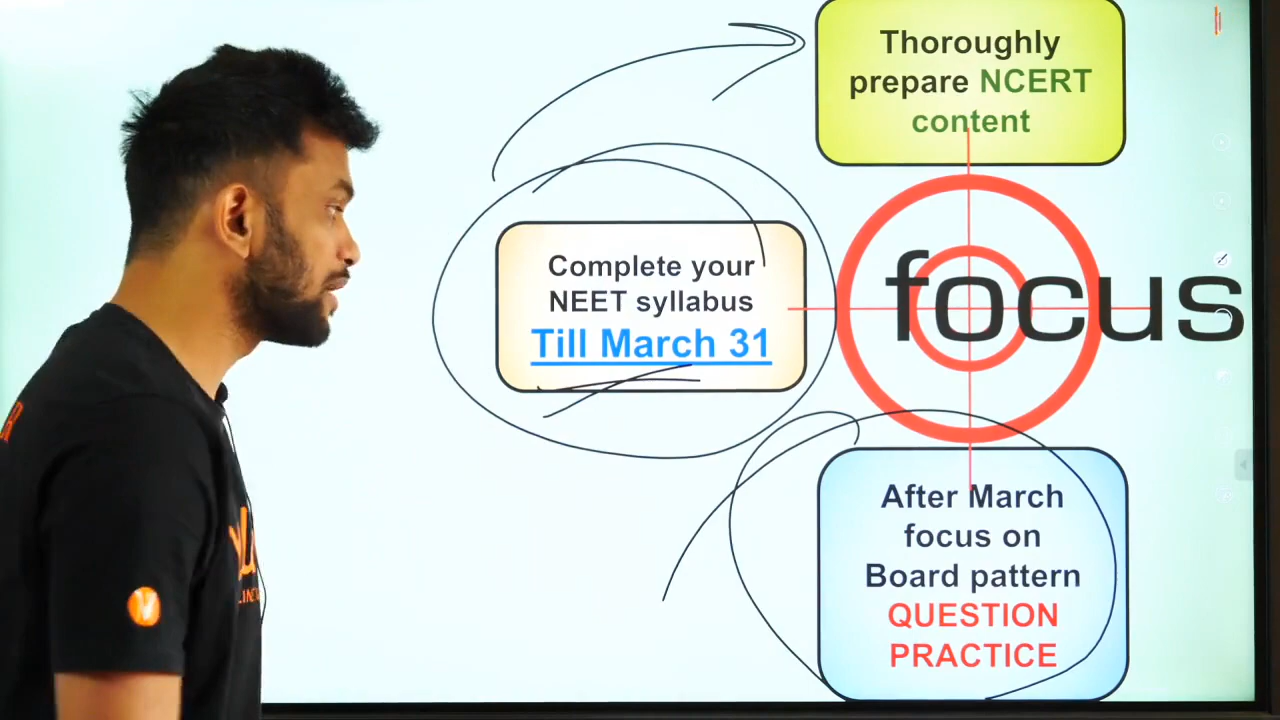 Thoroughly
prepare NCERT
content
Complete your
NEET syllabus
Till March 31
focus
After March
focus on
Board pattern
QUESTION
PRACTICE